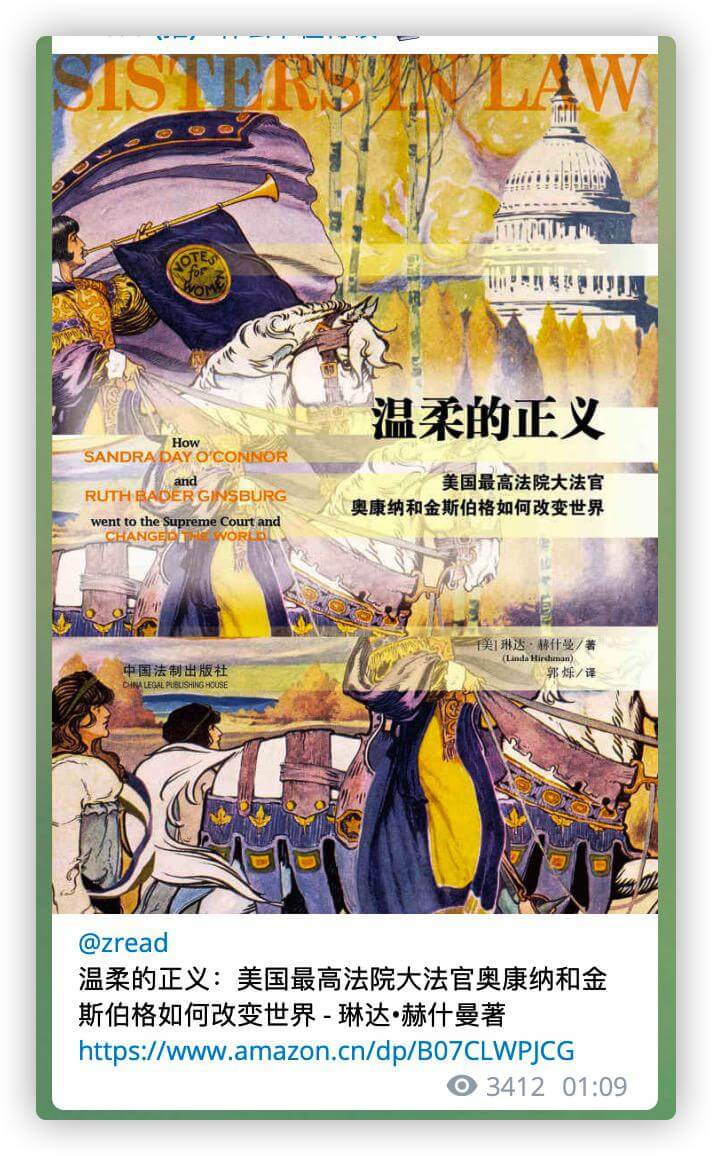 SISTERS IN LAW
VOTES
for
WOMEN
温柔的正义
How
SANDRA DAY O'CONNOR
and
RUTH BADER GINSBURG
went to the Supreme Court and
CHANGED THE WORLD
美国最高法院大法官
奥康纳和金斯伯格如何改变世界
[美] 琳达·赫什曼/著
(Linda Hirshman)
郭 烁/译
中国法制出版社
CHINA LEGAL PUBLISHING HOUSE
@zread
温柔的正义：美国最高法院大法官奥康纳和金
斯伯格如何改变世界 - 琳达•赫什曼著
https://www.amazon.cn/dp/B07CLWPJCG
3412 01:09